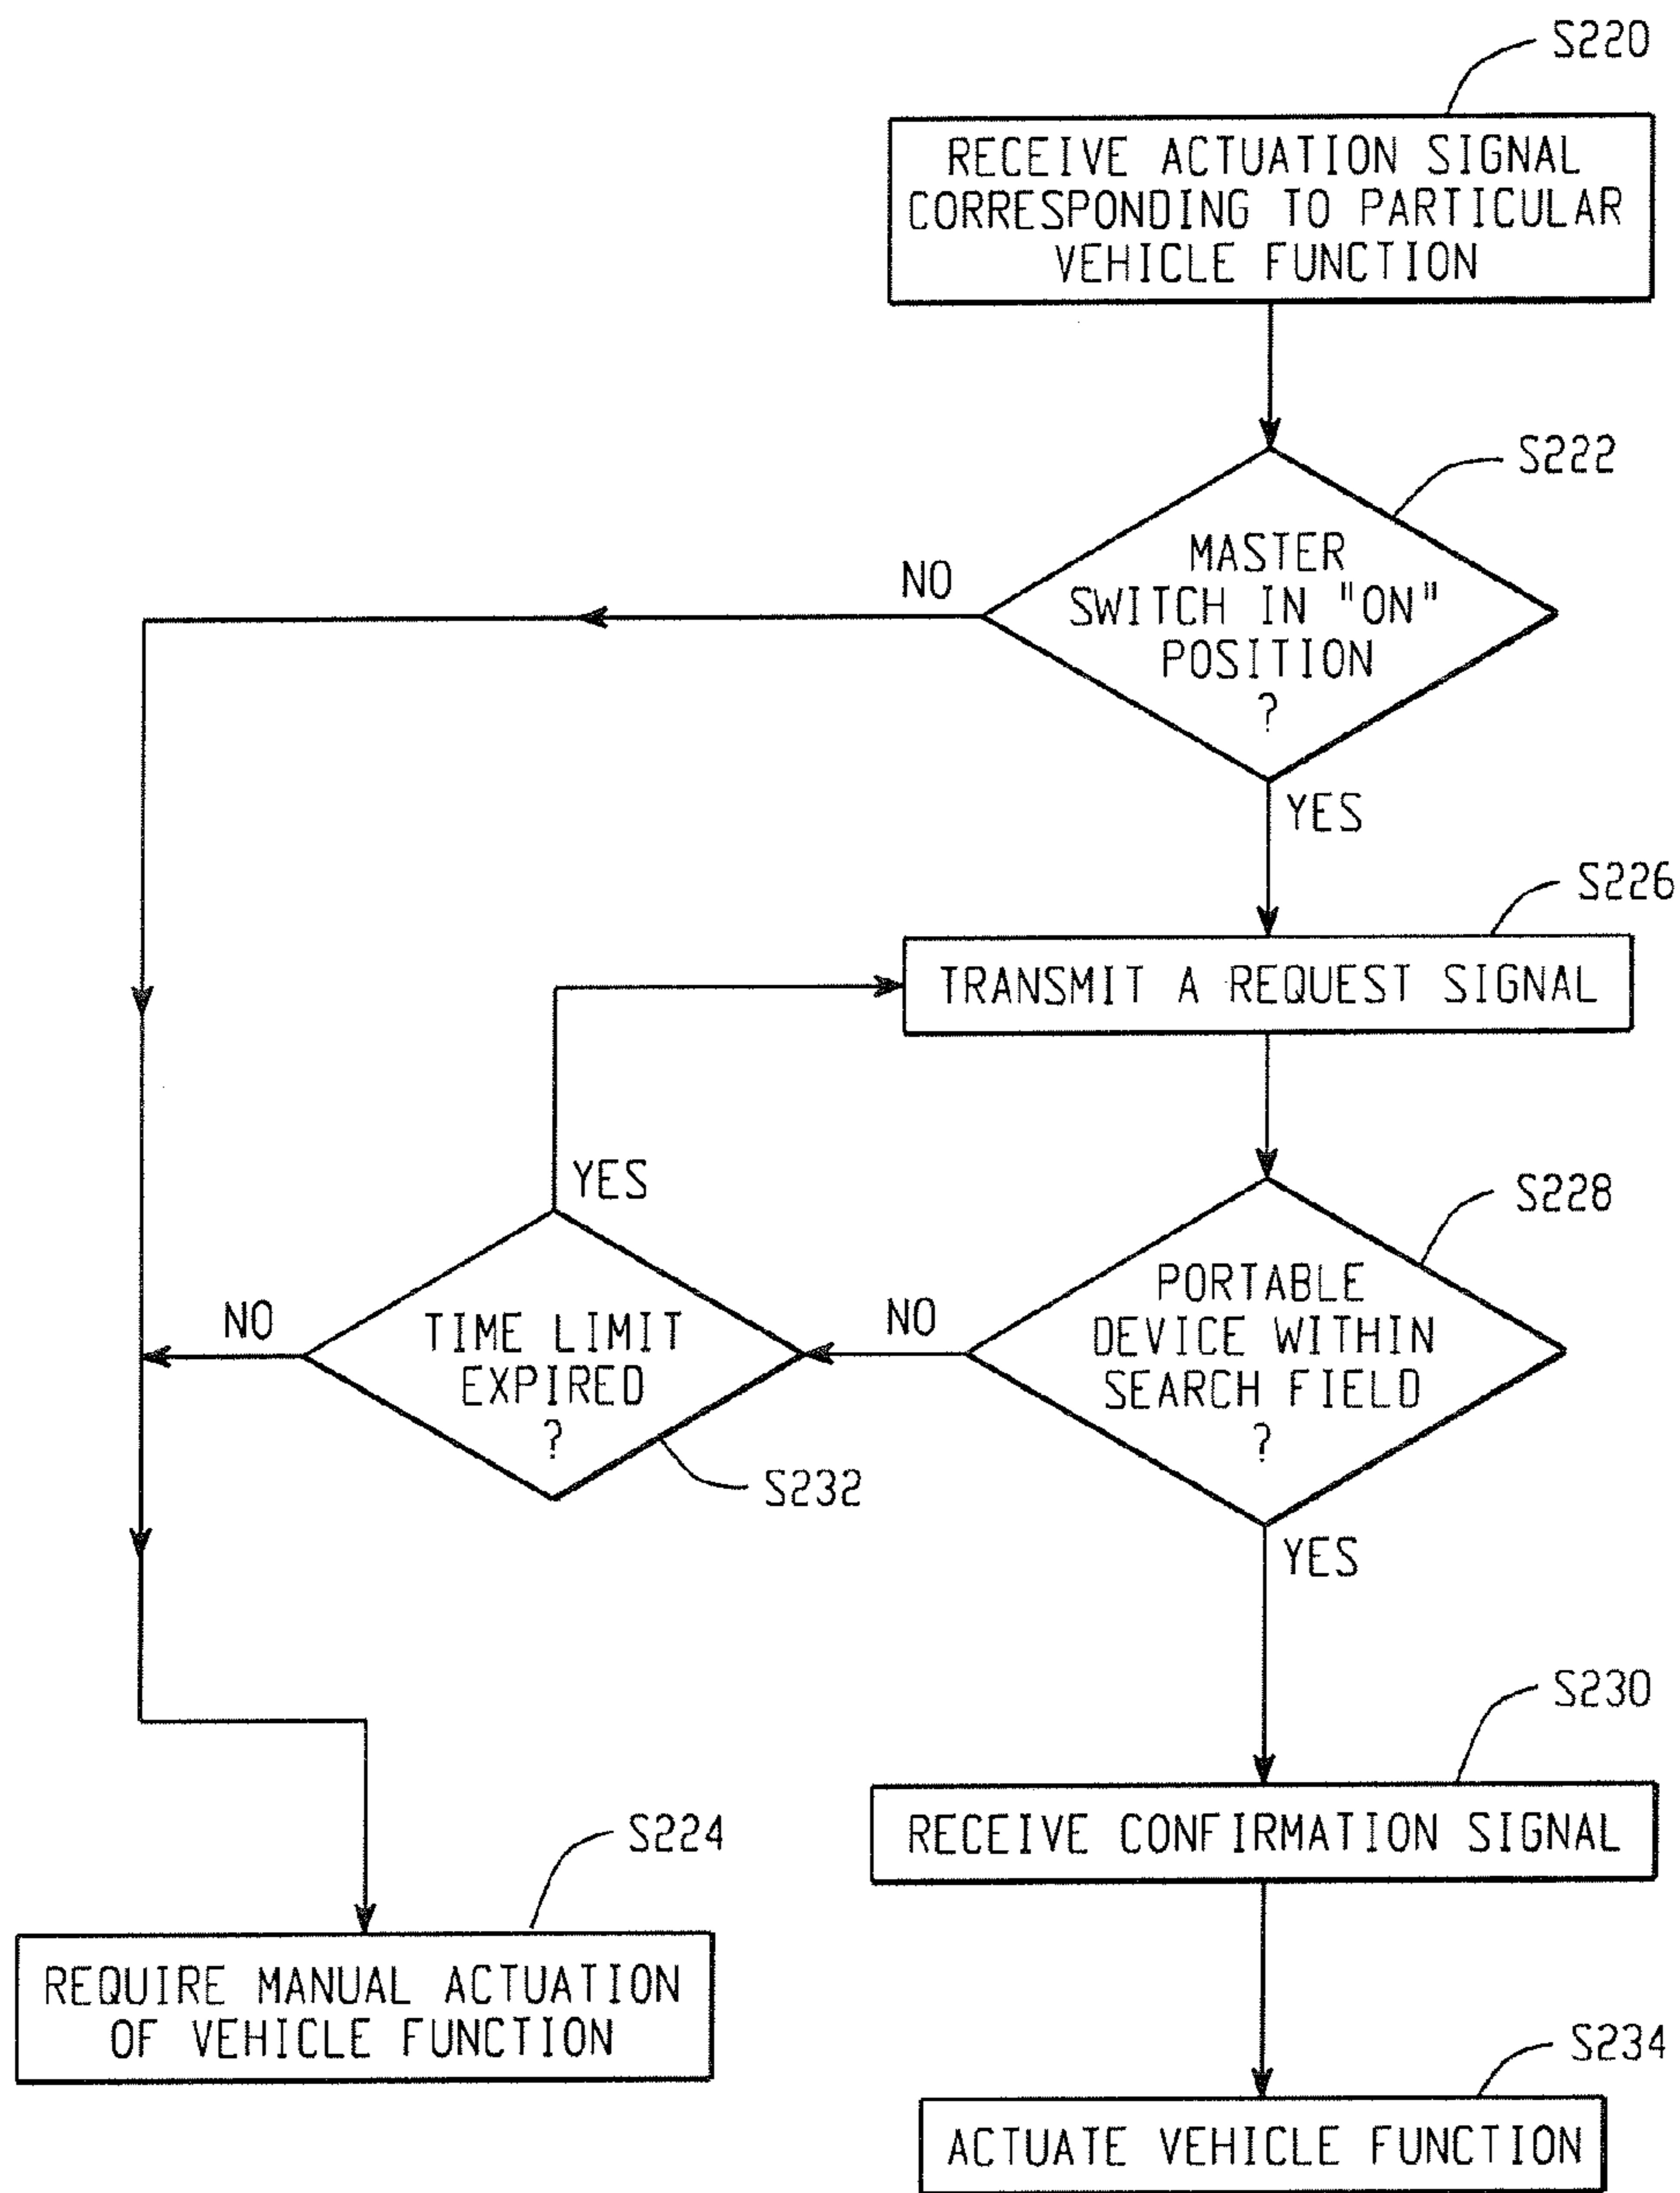 S220
RECEIVE ACTUATION SIGNAL
CORRESPONDING TO PARTICULAR
VEHICLE FUNCTION
S222
MASTER
SWITCH IN "ON"
POSITION
?
NO
YES
S226
TRANSMIT A REQUEST SIGNAL
YES
S228
PORTABLE
DEVICE WITHIN
SEARCH FIELD
?
NO
TIME LIMIT
EXPIRED
?
NO
S232
YES
S230
RECEIVE CONFIRMATION SIGNAL
S224
REQUIRE MANUAL ACTUATION
OF VEHICLE FUNCTION
S234
ACTUATE VEHICLE FUNCTION